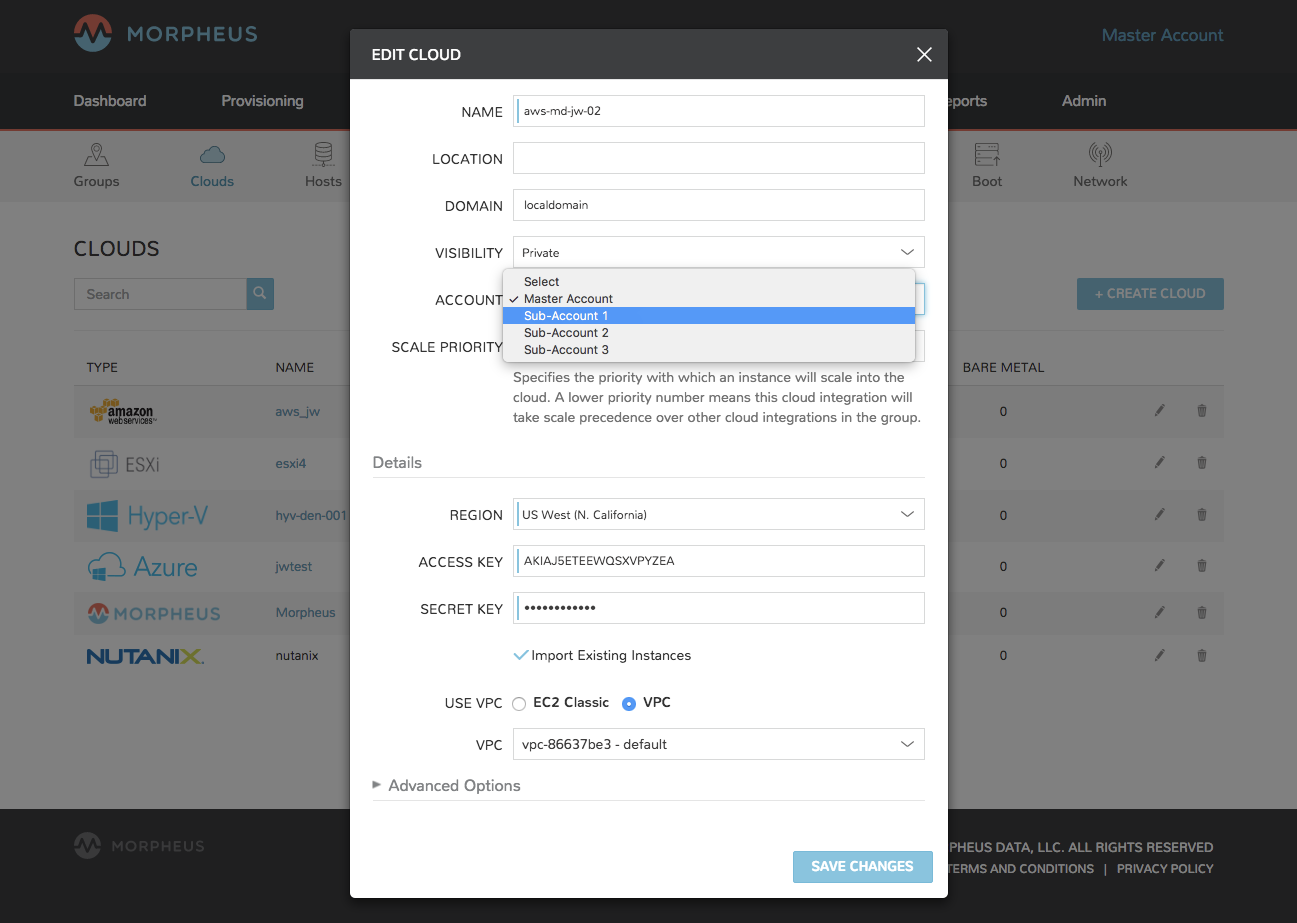 MORPHEUS
Master Account
Dashboard
Provisioning
eports
Admin
Groups
Clouds
Hosts
Boot
Network
CLOUDS
Search
+ CREATE CLOUD
TYPE NAME BARE METAL
amazon
webservices™
aws_jw 0
ESXi esxi4 0
Hyper-V hyv-den-001 0
Azure jwtest 0
MORPHEUS Morpheus 0
NUTANIX. nutanix 0
EDIT CLOUD
NAME aws-md-jw-02
LOCATION
DOMAIN localdomain
VISIBILITY Private
ACCOUNT
Select
✓ Master Account
Sub-Account 1
Sub-Account 2
Sub-Account 3
SCALE PRIORITY
Specifies the priority with which an instance will scale into the
cloud. A lower priority number means this cloud integration will
take scale precedence over other cloud integrations in the group.
Details
REGION US West (N. California)
ACCESS KEY AKIAJ5ETEEWQSXVPYZEA
SECRET KEY ••••••••••••
Import Existing Instances
USE VPC EC2 Classic VPC
VPC vpc-86637be3 - default
Advanced Options
SAVE CHANGES
MORPHEUS
PHEUS DATA, LLC. ALL RIGHTS RESERVED
TERMS AND CONDITIONS | PRIVACY POLICY